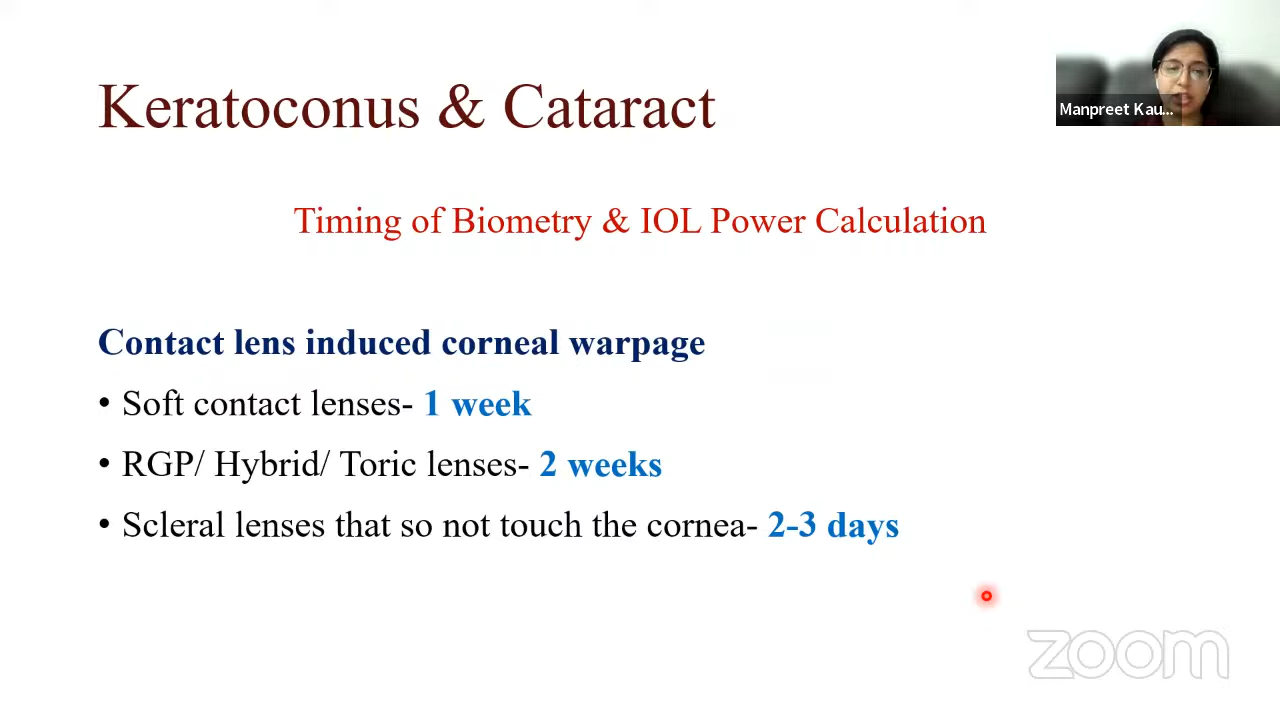 Keratoconus & Cataract
Manpreet Kau...
Timing of Biometry & IOL Power Calculation
Contact lens induced corneal warpage
• Soft contact lenses- 1 week
• RGP/ Hybrid/ Toric lenses- 2 weeks
• Scleral lenses that so not touch the cornea- 2-3 days
zoom